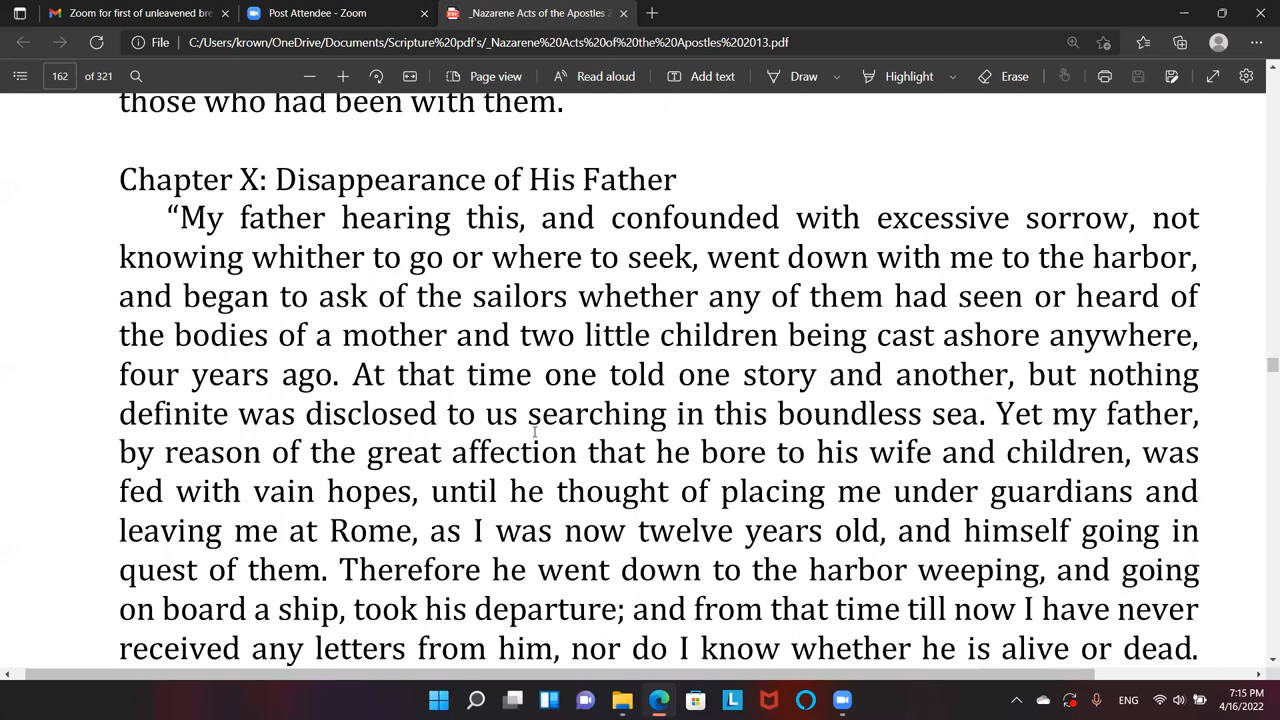 Zoom for first of unleavened bre
Post Attendee - Zoom
_Nazarene Acts of the Apostles 2
File
C:/Users/krown/OneDrive/Documents/Scripture%20pdf's/_Nazarene%20Acts%20of%20the%20Apostles%202013.pdf
162 of 321
Page view
Read aloud
Add text
Draw
Highlight
Erase
those who had been with them.
Chapter X: Disappearance of His Father
“My father hearing this, and confounded with excessive sorrow, not
knowing whither to go or where to seek, went down with me to the harbor,
and began to ask of the sailors whether any of them had seen or heard of
the bodies of a mother and two little children being cast ashore anywhere,
four years ago. At that time one told one story and another, but nothing
definite was disclosed to us searching in this boundless sea. Yet my father,
by reason of the great affection that he bore to his wife and children, was
fed with vain hopes, until he thought of placing me under guardians and
leaving me at Rome, as I was now twelve years old, and himself going in
quest of them. Therefore he went down to the harbor weeping, and going
on board a ship, took his departure; and from that time till now I have never
received any letters from him, nor do I know whether he is alive or dead.
ENG
7:15 PM
4/16/2022